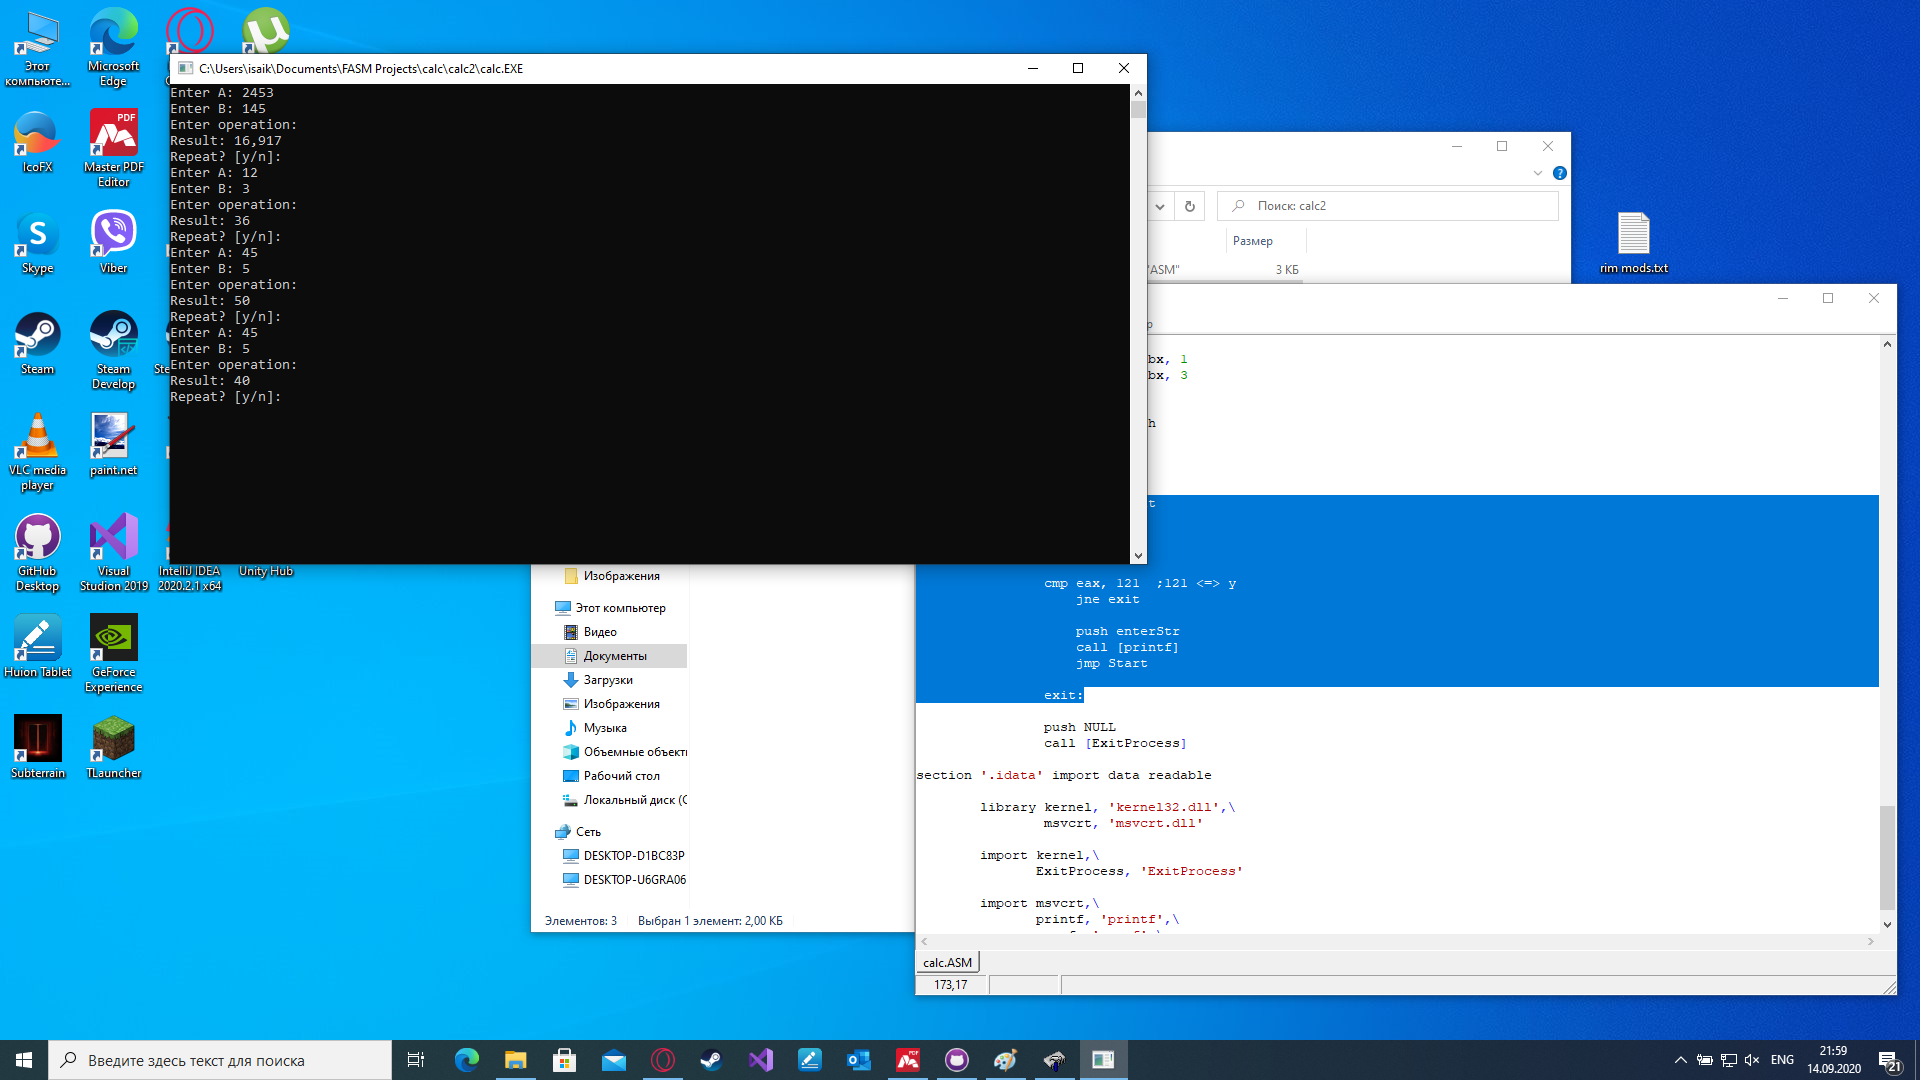 Этот
компьюте...
Microsoft
Edge
IcoFX
PDF
Master PDF
Editor
Skype
Viber
Steam
Steam
Develop
VLC media
player
paint.net
GitHub
Desktop
Visual
Studion 2019
IntelliJ IDEA
2020.2.1 x64
Unity Hub
Huion Tablet
GeForce
Experience
Subterrain
TLauncher
rim mods.txt
C:\Users\isaik\Documents\FASM Projects\calc\calc2\calc.EXE
Enter A: 2453
Enter B: 145
Enter operation:
Result: 16,917
Repeat? [y/n]:
Enter A: 12
Enter B: 3
Enter operation:
Result: 36
Repeat? [y/n]:
Enter A: 45
Enter B: 5
Enter operation:
Result: 50
Repeat? [y/n]:
Enter A: 45
Enter B: 5
Enter operation:
Result: 40
Repeat? [y/n]:
Поиск: calc2
Размер
"ASM" 3 КБ
Изображения
Этот компьютер
Видео
Документы
Загрузки
Изображения
Музыка
Объемные объекты
Рабочий стол
Локальный диск (C
Сеть
DESKTOP-D1BC83P
DESKTOP-U6GRA06
Элементов: 3 Выбран 1 элемент: 2,00 КБ
bx, 1
bx, 3
h
t
cmp eax, 121 ;121 <=> y
jne exit
push enterStr
call [printf]
jmp Start
exit:
push NULL
call [ExitProcess]
section '.idata' import data readable
library kernel, 'kernel32.dll',\
msvcrt, 'msvcrt.dll'
import kernel,\
ExitProcess, 'ExitProcess'
import msvcrt,\
printf, 'printf',\
calc.ASM
173,17
Введите здесь текст для поиска
ENG
21:59
14.09.2020
21